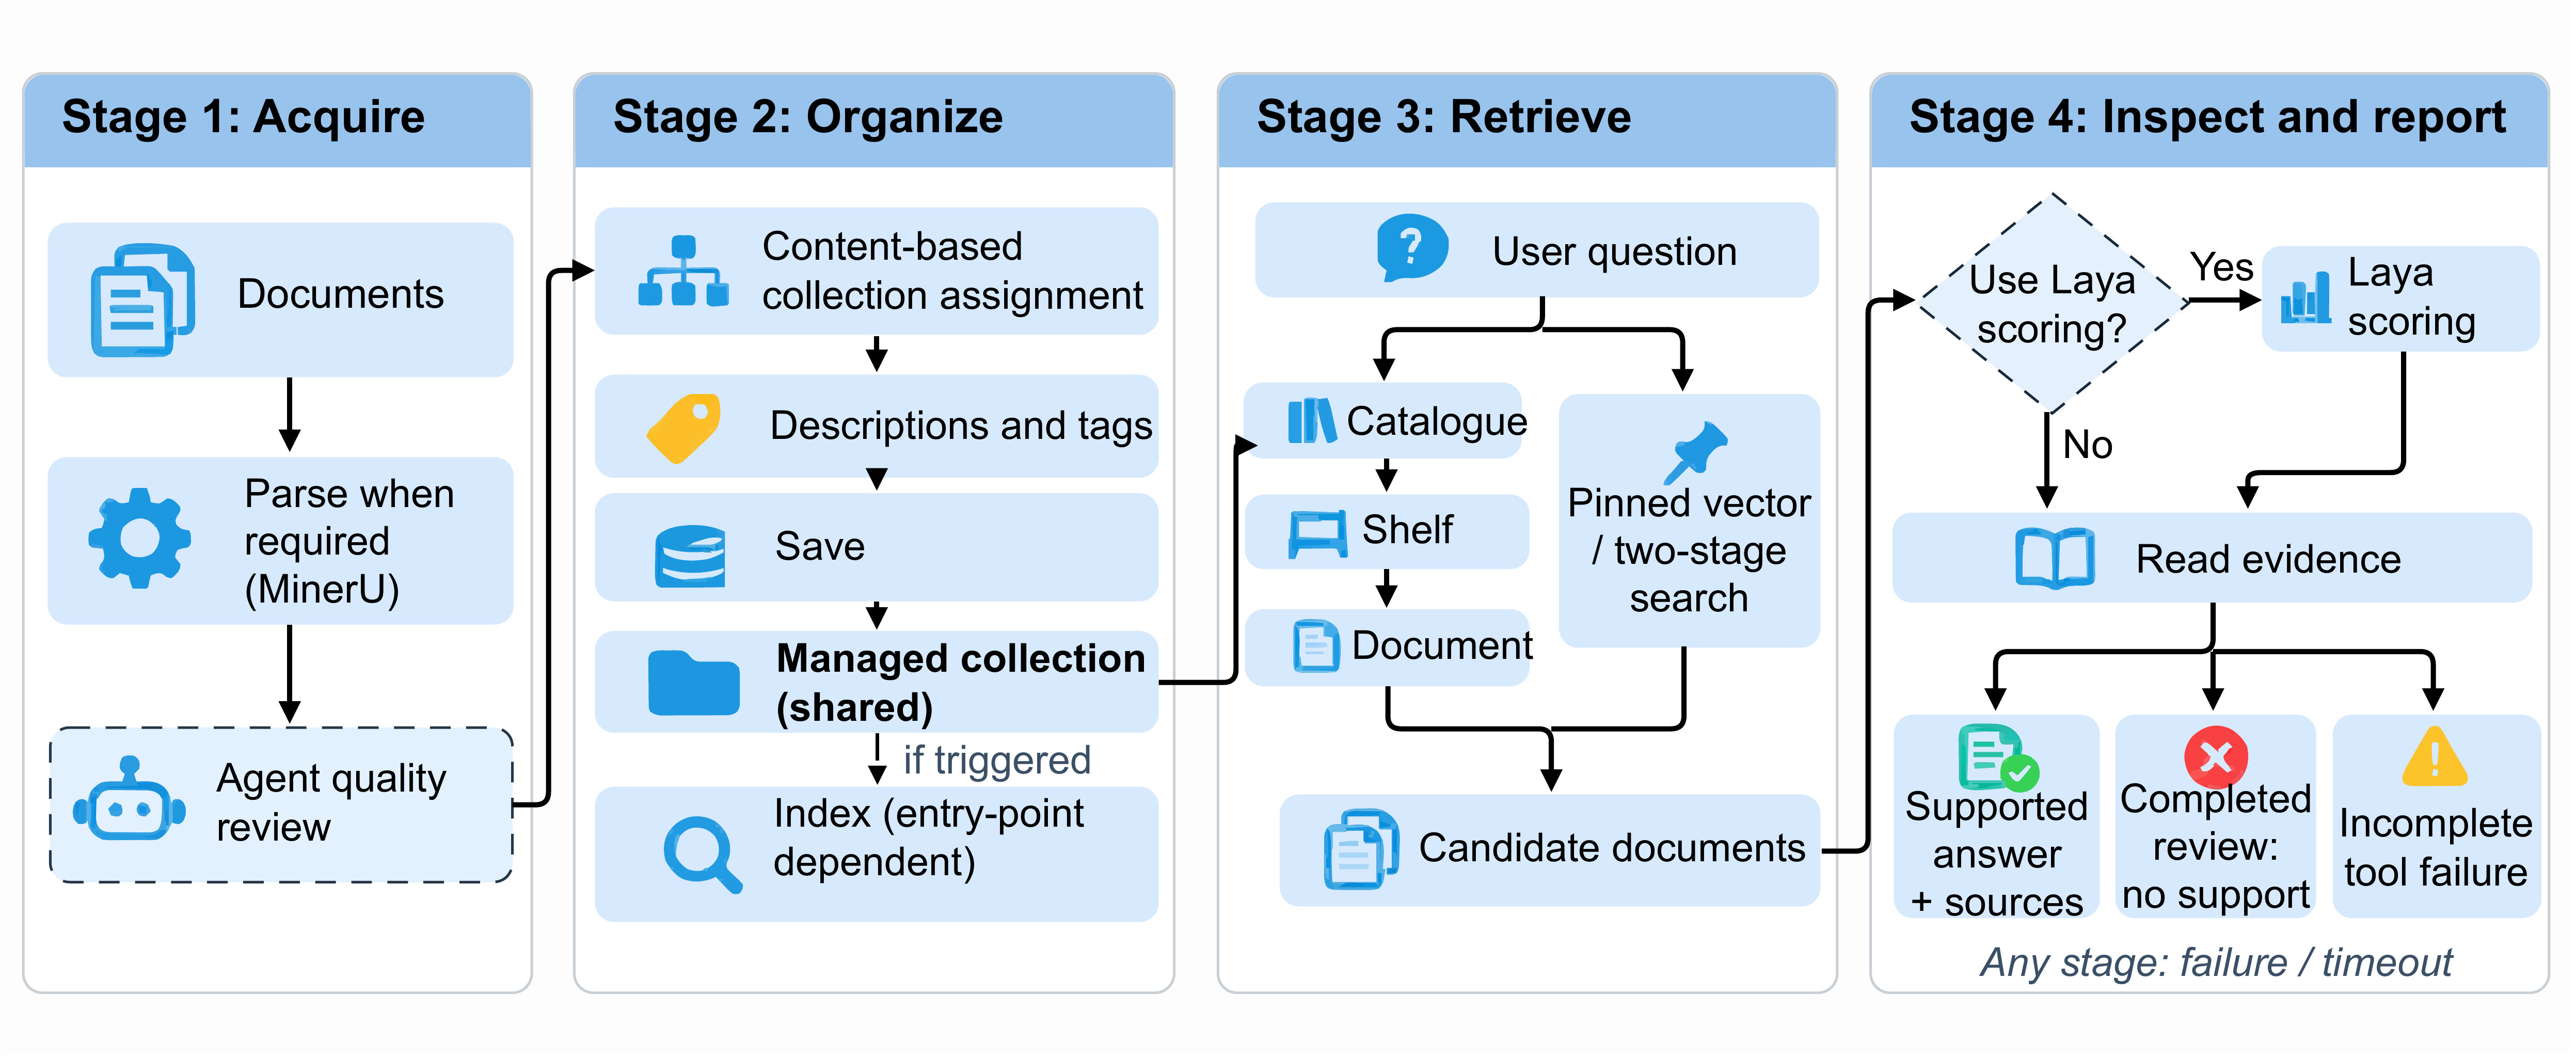 Stage 1: Acquire
Documents
Parse when
required
(MinerU)
Agent quality
review
Stage 2: Organize
Content-based
collection assignment
Descriptions and tags
Save
Managed collection
(shared)
if triggered
Index (entry-point
dependent)
Stage 3: Retrieve
?
User question
Catalogue
Shelf
Document
Pinned vector
/ two-stage
search
Candidate documents
Stage 4: Inspect and report
Use Laya
scoring?
Yes
Laya
scoring
No
Read evidence
Supported
answer
+ sources
Completed
review:
no support
!
Incomplete
tool failure
Any stage: failure / timeout